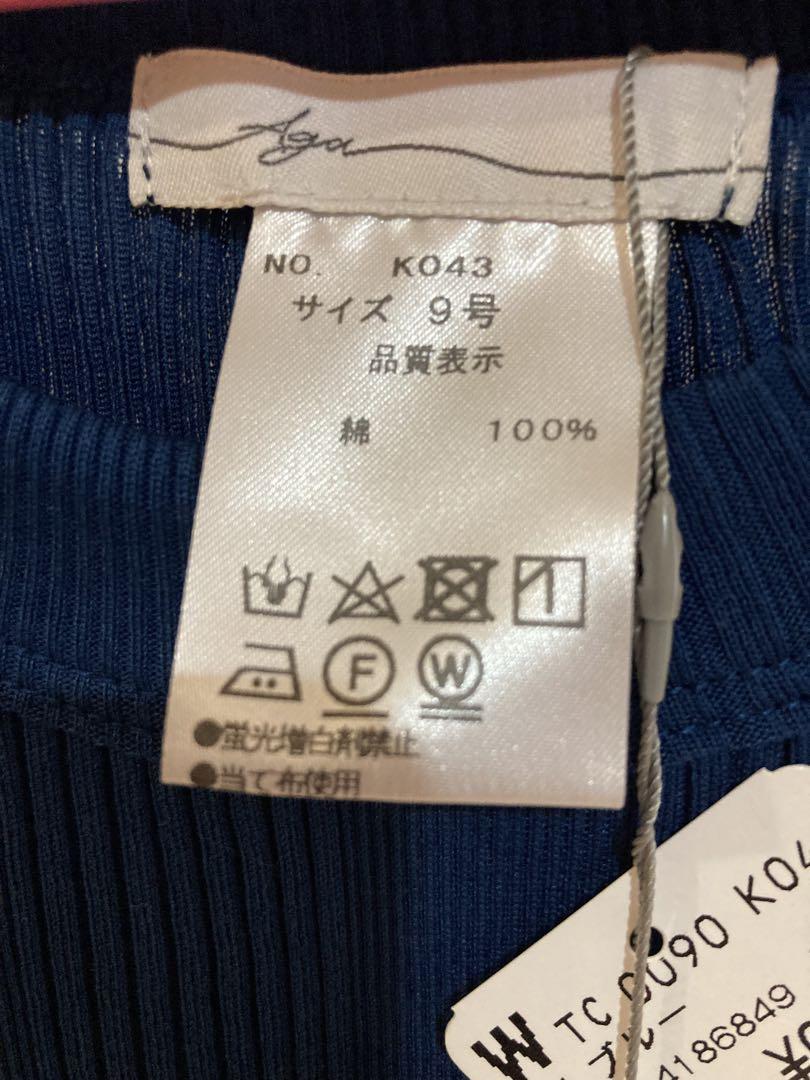 Aga
NO. K043
サイズ 9号
品質表示
綿 100%
F W
●蛍光増白剤禁止
●当て布使用
W TC 0090 K04
ブルー
4186849